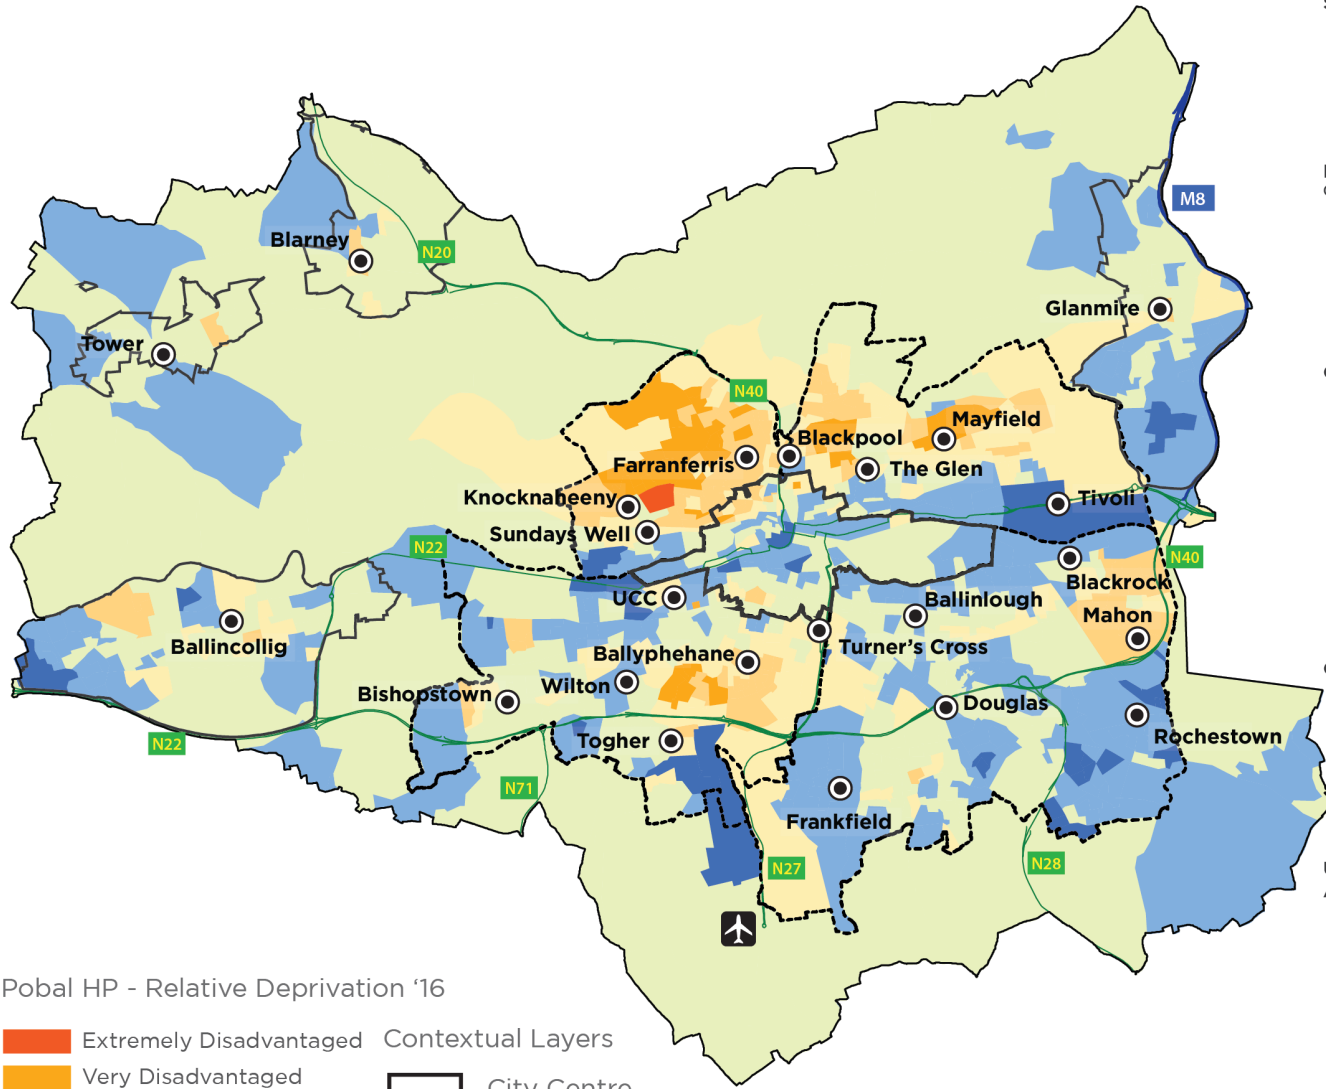 M8
Blarney
N20
Glanmire
Tower
N40
Mayfield
Blackpool
Farranferris
The Glen
Knocknaheeny
Tivoli
Sundays Well
N22
N40
Blackrock
UCC
Ballinlough
Mahon
Ballincollig
Turner's Cross
Ballyphehane
Wilton
Bishopstown
Douglas
Rochestown
N22
Togher
N71
Frankfield
N27
N28
Pobal HP - Relative Deprivation ‘16
Extremely Disadvantaged
Contextual Layers
Very Disadvantaged
City Centre